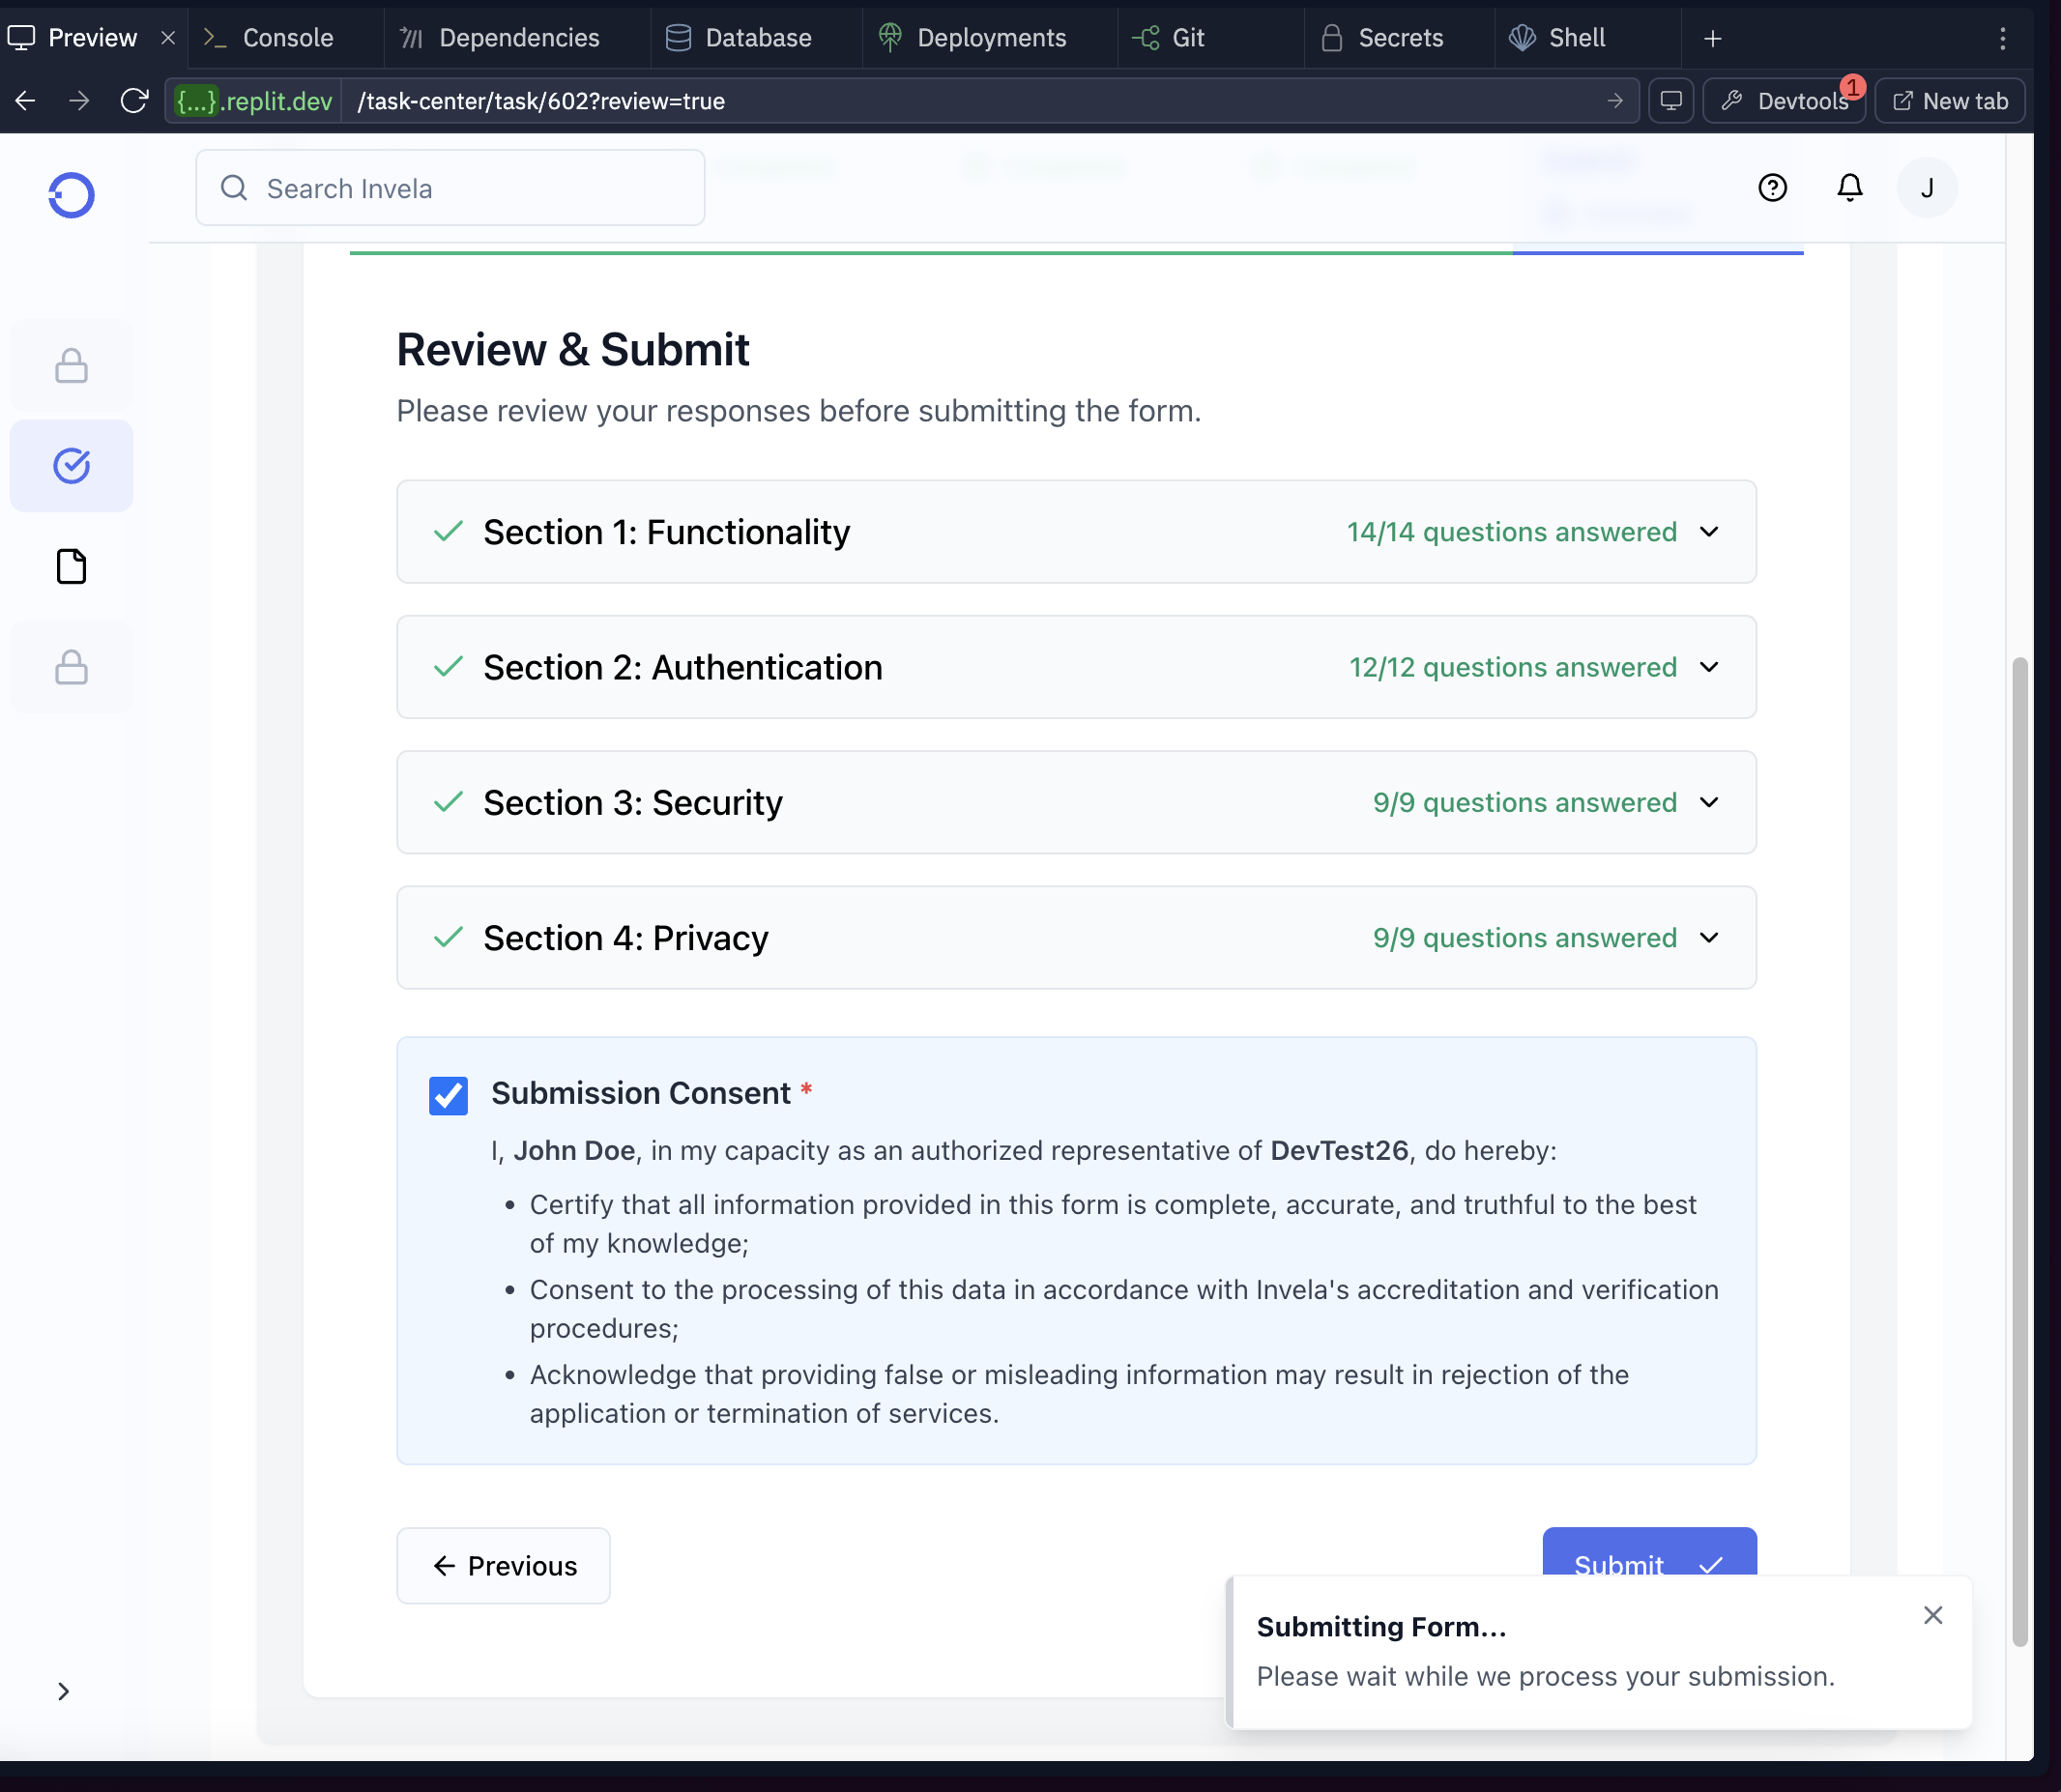 Preview
Console
Dependencies
Database
Deployments
Git
Secrets
Shell
{...}.replit.dev
/task-center/task/602?review=true
Devtools
1
New tab
Search Invela
J
Review & Submit
Please review your responses before submitting the form.
Section 1: Functionality
14/14 questions answered
Section 2: Authentication
12/12 questions answered
Section 3: Security
9/9 questions answered
Section 4: Privacy
9/9 questions answered
Submission Consent *
I, John Doe, in my capacity as an authorized representative of DevTest26, do hereby:
• Certify that all information provided in this form is complete, accurate, and truthful to the best
of my knowledge;
• Consent to the processing of this data in accordance with Invela's accreditation and verification
procedures;
• Acknowledge that providing false or misleading information may result in rejection of the
application or termination of services.
Previous
Submit
Submitting Form...
Please wait while we process your submission.